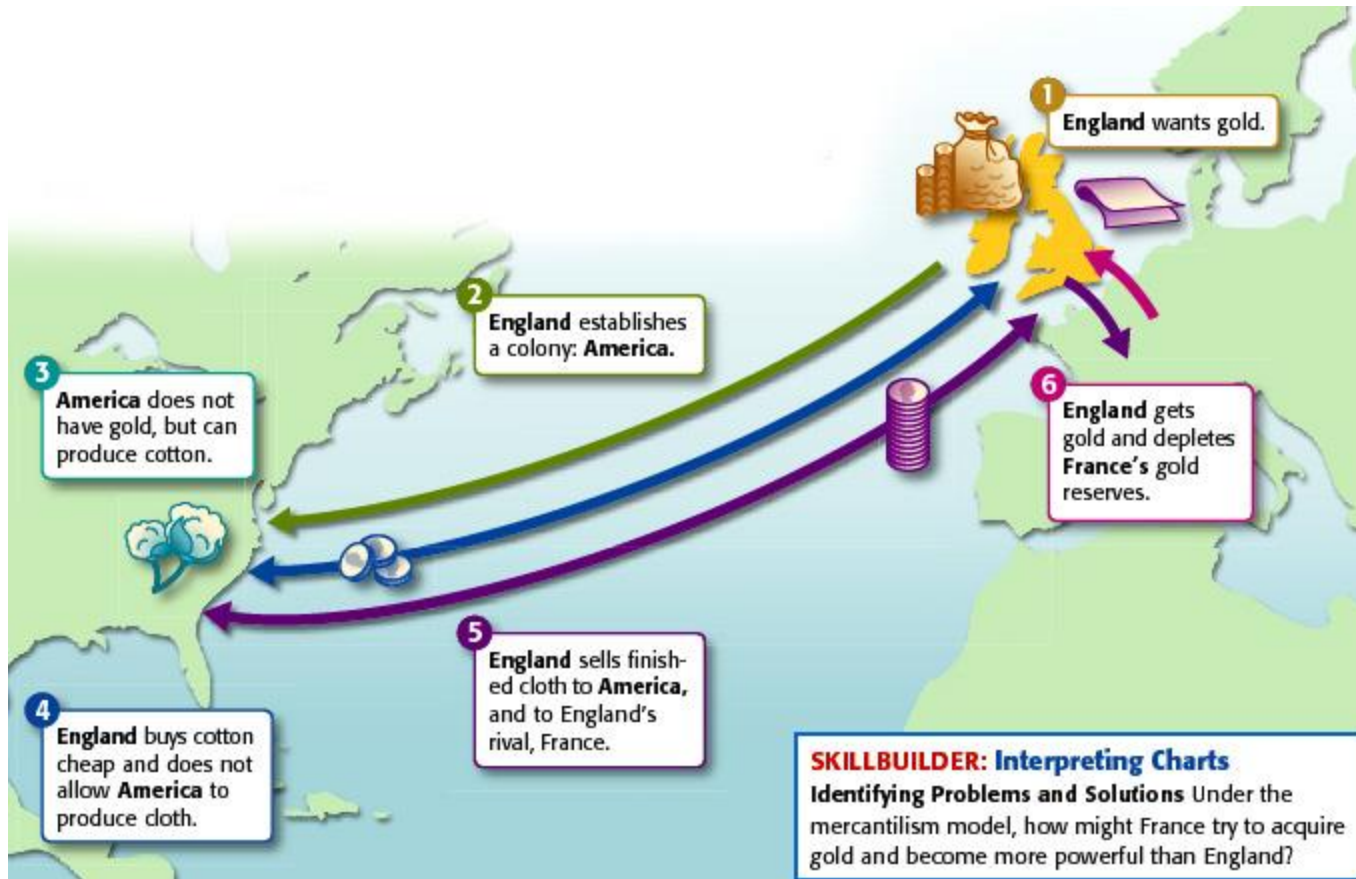 1
England wants gold.
2
England establishes
a colony: America.
3
America does not
have gold, but can
produce cotton.
4
England buys cotton
cheap and does not
allow America to
produce cloth.
5
England sells finish-
ed cloth to America,
and to England's
rival, France.
6
England gets
gold and depletes
France's gold
reserves.
SKILLBUILDER: Interpreting Charts
Identifying Problems and Solutions Under the
mercantilism model, how might France try to acquire
gold and become more powerful than England?